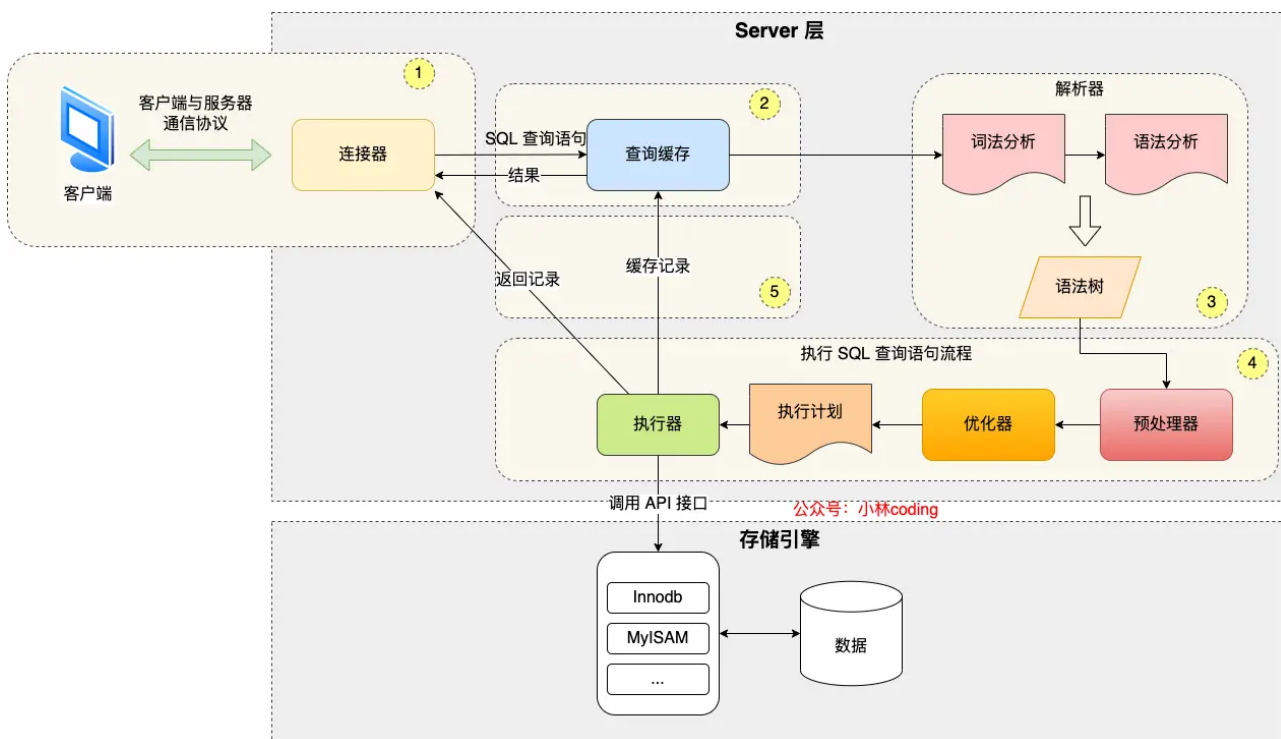 Server 层
1
客户端与服务器
通信协议
客户端
连接器
SQL 查询语句
结果
2
查询缓存
解析器
词法分析
语法分析
语法树
3
返回记录
缓存记录
5
执行 SQL 查询语句流程
4
执行器
执行计划
优化器
预处理器
调用 API 接口
公众号：小林coding
存储引擎
Innodb
MyISAM
...
数据